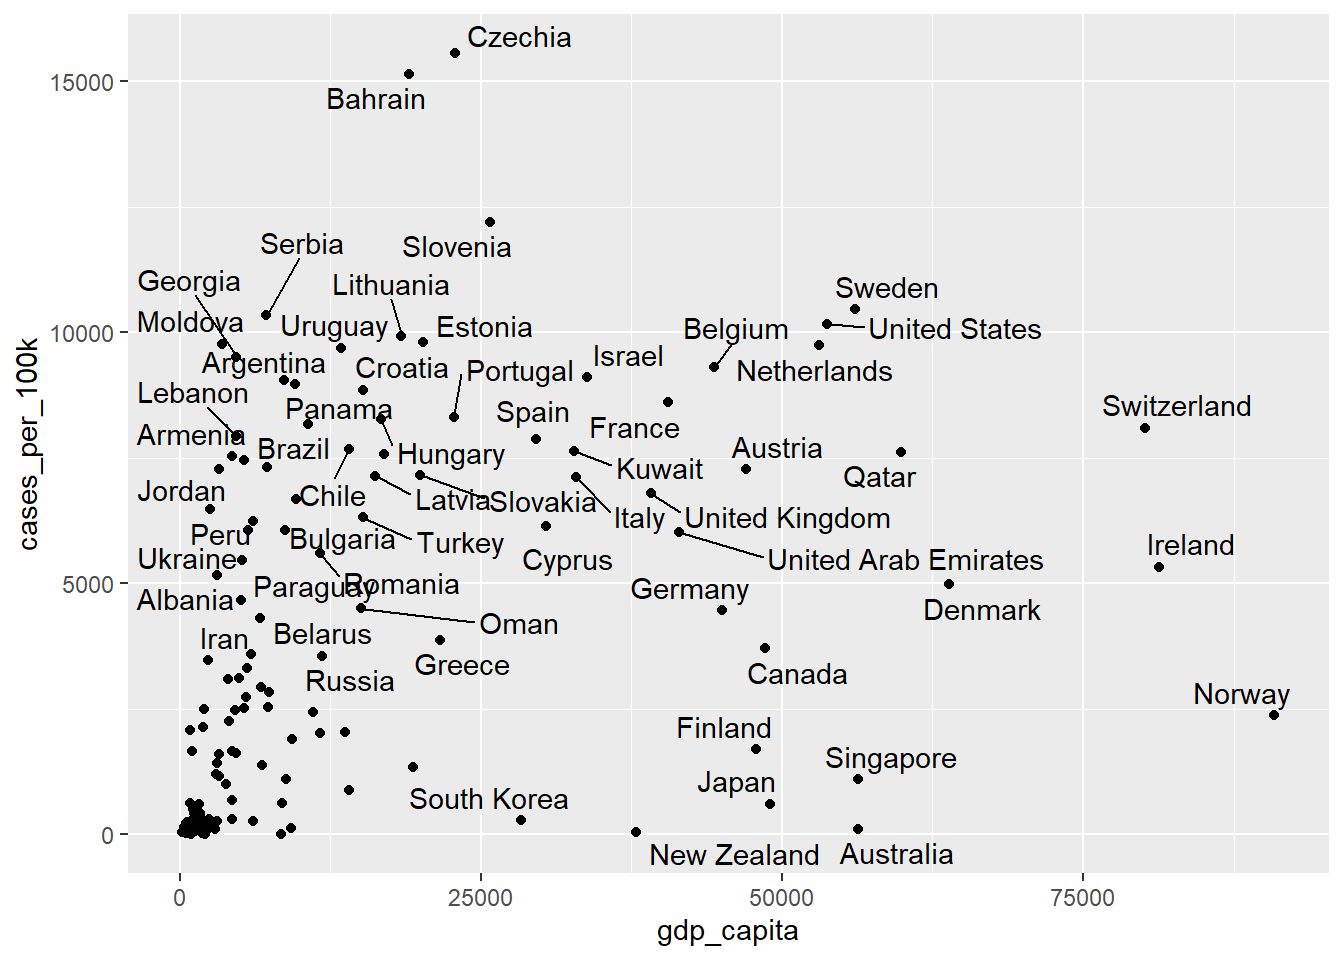 Czechia
15000
Bahrain
Serbia
Slovenia
Georgia
Lithuania
Sweden
Moldova
Uruguay
Estonia
Belgium
United States
10000
Argentina
Croatia
Portugal
Israel
Netherlands
Lebanon
Panama
Spain
Switzerland
Armenia
Brazil
Hungary
France
Kuwait
Austria
Qatar
Jordan
Chile
Latvia
Slovakia
Italy
United Kingdom
Peru
Bulgaria
Turkey
Cyprus
United Arab Emirates
Ireland
Ukraine
5000
Paraguay
Romania
Germany
Albania
Denmark
Iran
Belarus
Oman
Greece
Russia
Canada
Norway
Finland
Singapore
Japan
South Korea
0
New Zealand
Australia
0
25000
50000
75000
gdp_capita
cases_per_100k